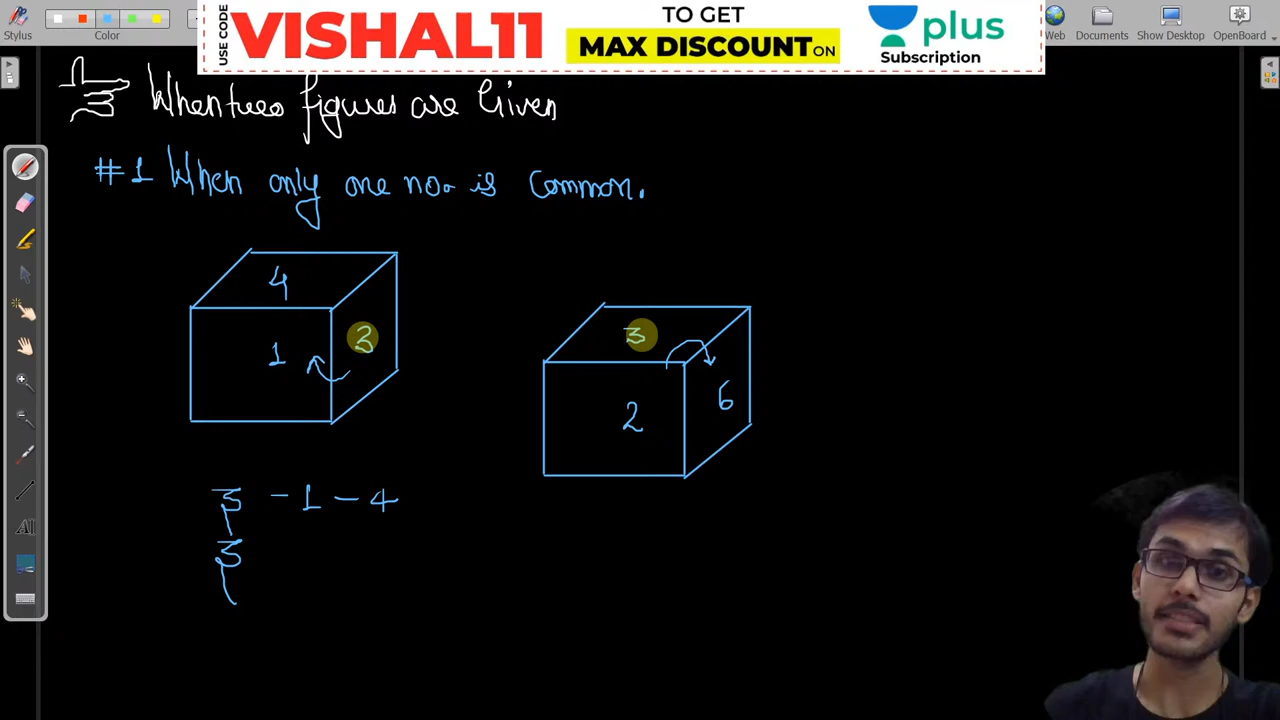 Stylus
Color
USE CODE
VISHAL11
TO GET
MAX DISCOUNT ON
plus
Subscription
Web
Documents
Show Desktop
OpenBoard
When two figures are Given
#1 When only one no. is common.
4
1
3
3
2
6
3 - 1 - 4
3